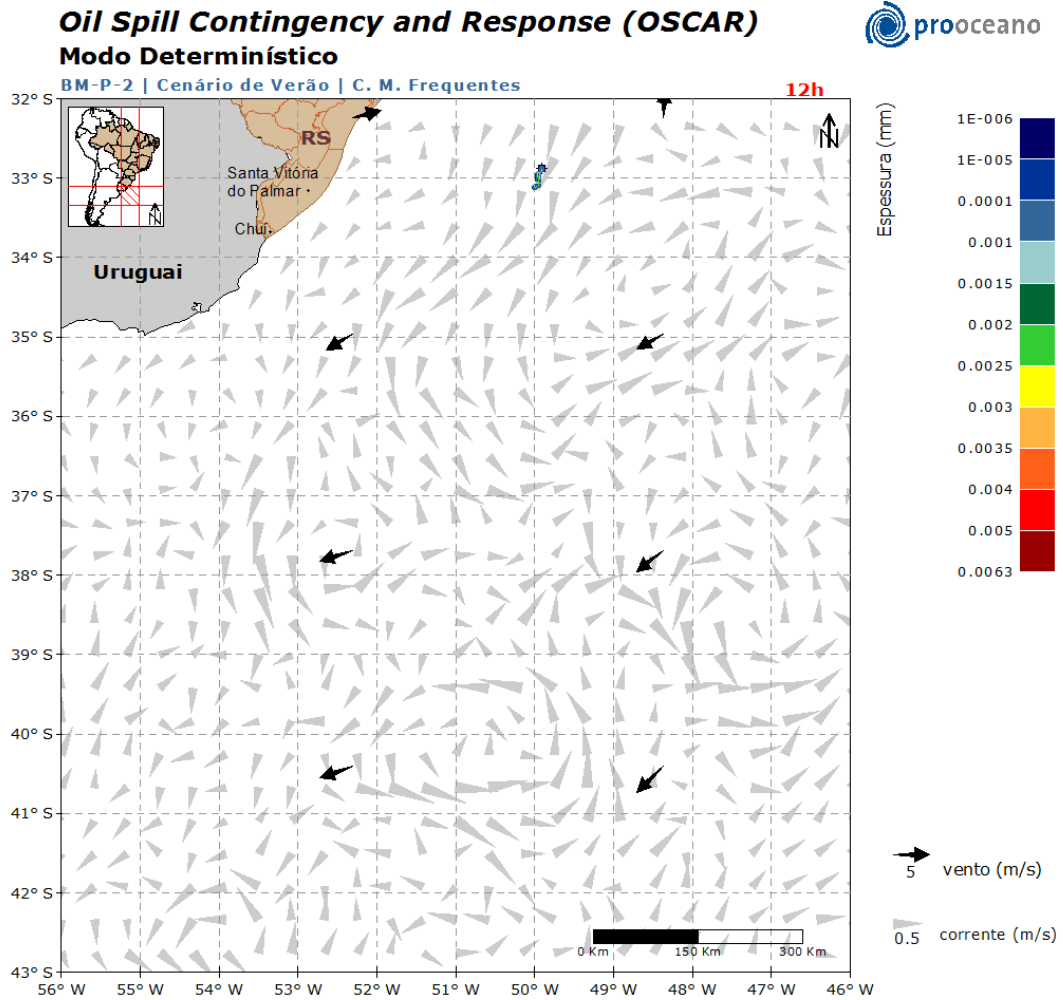 Oil Spill Contingency and Response (OSCAR)
prooceano
Modo Determinístico
BM-P-2 | Cenário de Verão | C. M. Frequentes
12h
32° S
33° S
34° S
35° S
36° S
37° S
38° S
39° S
40° S
41° S
42° S
43° S
RS
Santa Vitória
do Palmar
Chuí
Uruguai
N
N
Espessura (mm)
1E-006
1E-005
0.0001
0.001
0.0015
0.002
0.0025
0.003
0.0035
0.004
0.005
0.0063
5 vento (m/s)
0.5 corrente (m/s)
0 Km 150 Km 300 Km
56° W 55° W 54° W 53° W 52° W 51° W 50° W 49° W 48° W 47° W 46° W